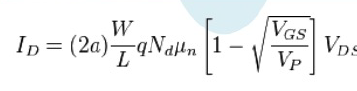 $I_D = (2a)\frac{W}{L}qN_d\mu_n\left[1 - \sqrt{\frac{V_{GS}}{V_P}}\right]V_{DS}$